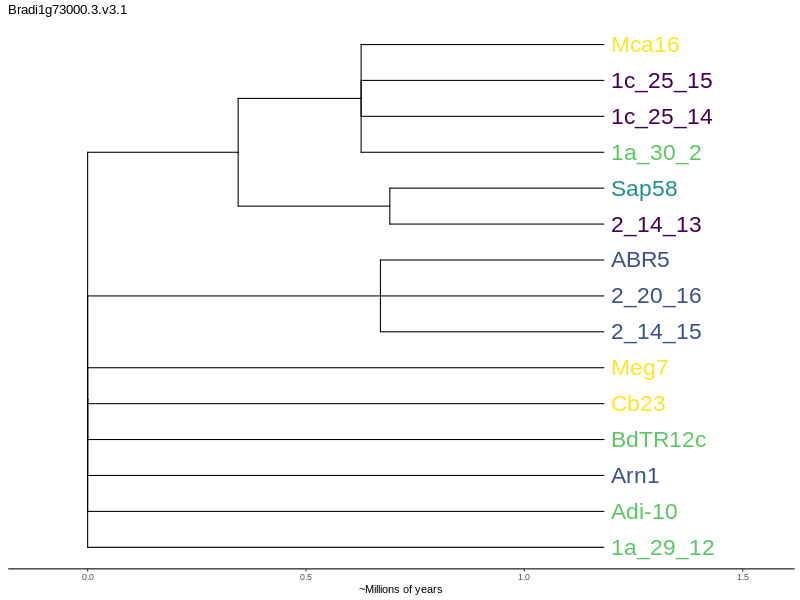 Bradi1g73000.3.v3.1
Mca16
1c_25_15
1c_25_14
1a_30_2
Sap58
2_14_13
ABR5
2_20_16
2_14_15
Meg7
Cb23
BdTR12c
Arn1
Adi-10
1a_29_12
0.0 0.5 1.0 1.5
~Millions of years